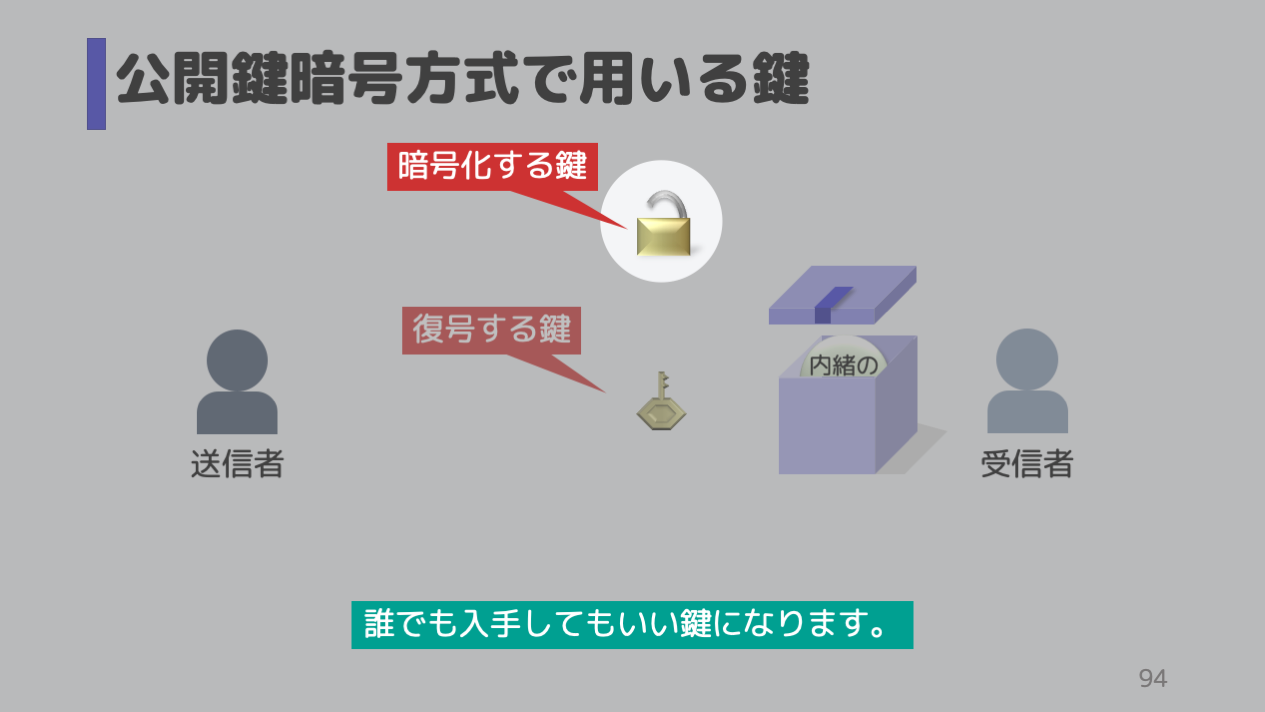 公開鍵暗号方式で用いる鍵
暗号化する鍵
復号する鍵
内緒の
送信者
受信者
誰でも入手してもいい鍵になります。
94